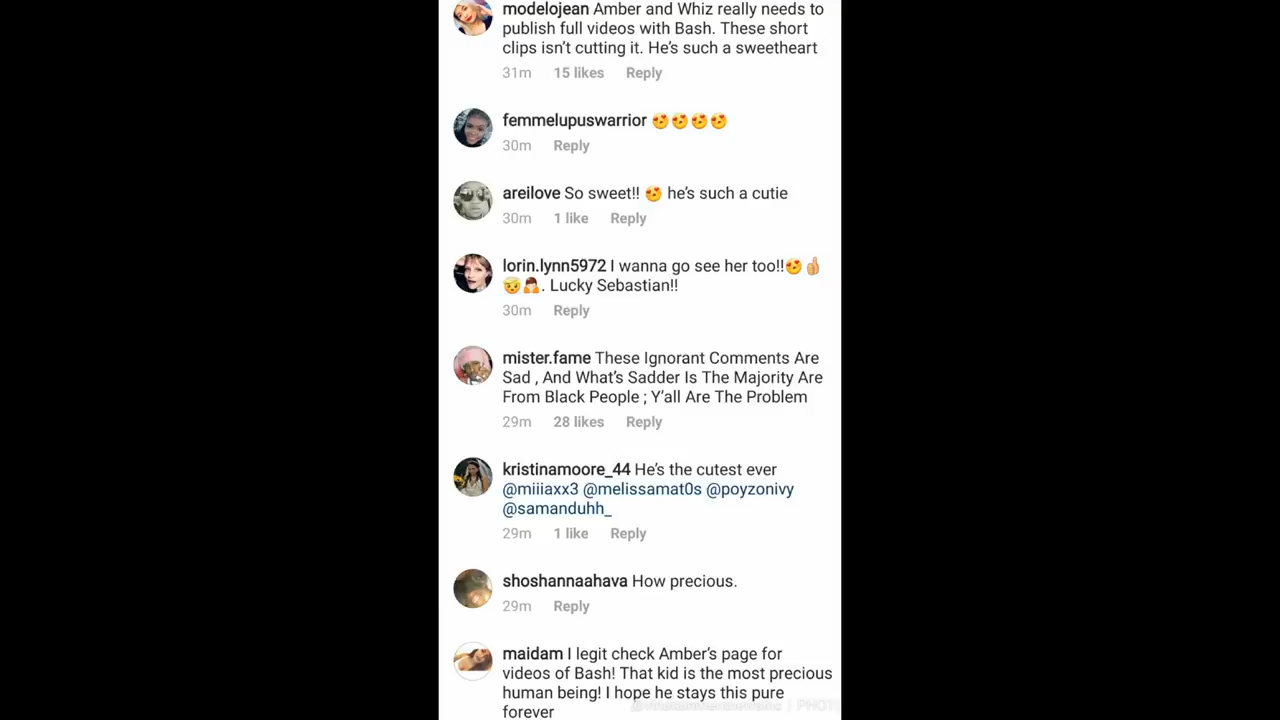 modelojean Amber and Whiz really needs to
publish full videos with Bash. These short
clips isn't cutting it. He's such a sweetheart
31m 15 likes Reply
femmelupuswarrior 😍😍😍😍
30m Reply
areilove So sweet!! 😍 he's such a cutie
30m 1 like Reply
lorin.lynn5972 I wanna go see her too!!😍👍🏼
😇🙏. Lucky Sebastian!!
30m Reply
mister.fame These Ignorant Comments Are
Sad , And What's Sadder Is The Majority Are
From Black People ; Y'all Are The Problem
29m 28 likes Reply
kristinamoore_44 He's the cutest ever
@miiiaxx3 @melissamat0s @poyzonivy
@samanduhh_
29m 1 like Reply
shoshannaahava How precious.
29m Reply
maidam I legit check Amber's page for
videos of Bash! That kid is the most precious
human being! I hope he stays this pure
forever